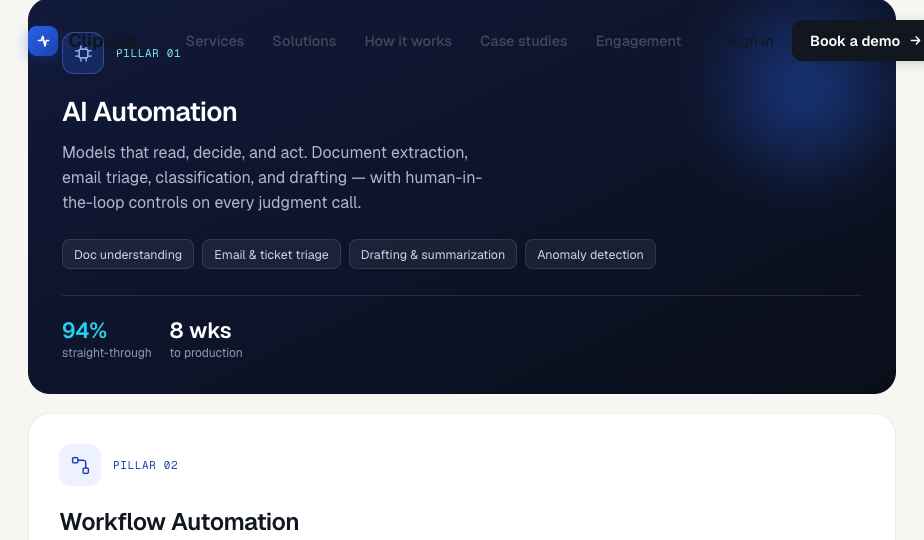 Services Solutions How it works Case studies Engagement Sign in Book a demo →
PILLAR 01
AI Automation
Models that read, decide, and act. Document extraction,
email triage, classification, and drafting — with human-in-
the-loop controls on every judgment call.
Doc understanding Email & ticket triage Drafting & summarization Anomaly detection
94% 8 wks
straight-through to production
PILLAR 02
Workflow Automation